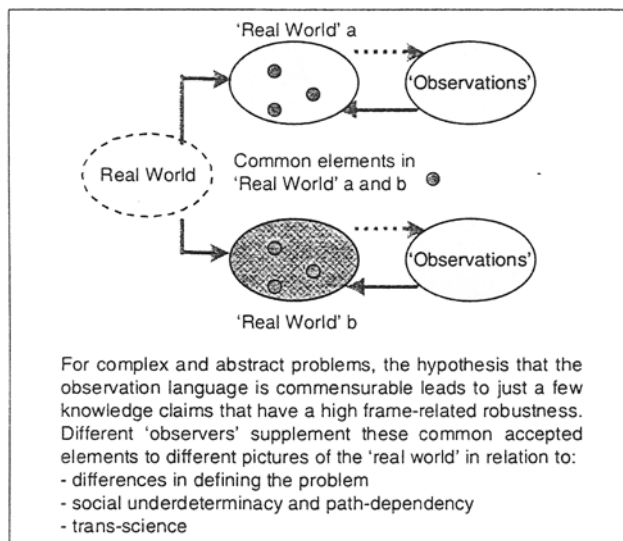 'Real World' a
'Observations'
Real World
Common elements in
'Real World' a and b
'Observations'
'Real World' b
For complex and abstract problems, the hypothesis that the
observation language is commensurable leads to just a few
knowledge claims that have a high frame-related robustness.
Different 'observers' supplement these common accepted
elements to different pictures of the 'real world' in relation to:
- differences in defining the problem
- social underdeterminacy and path-dependency
- trans-science